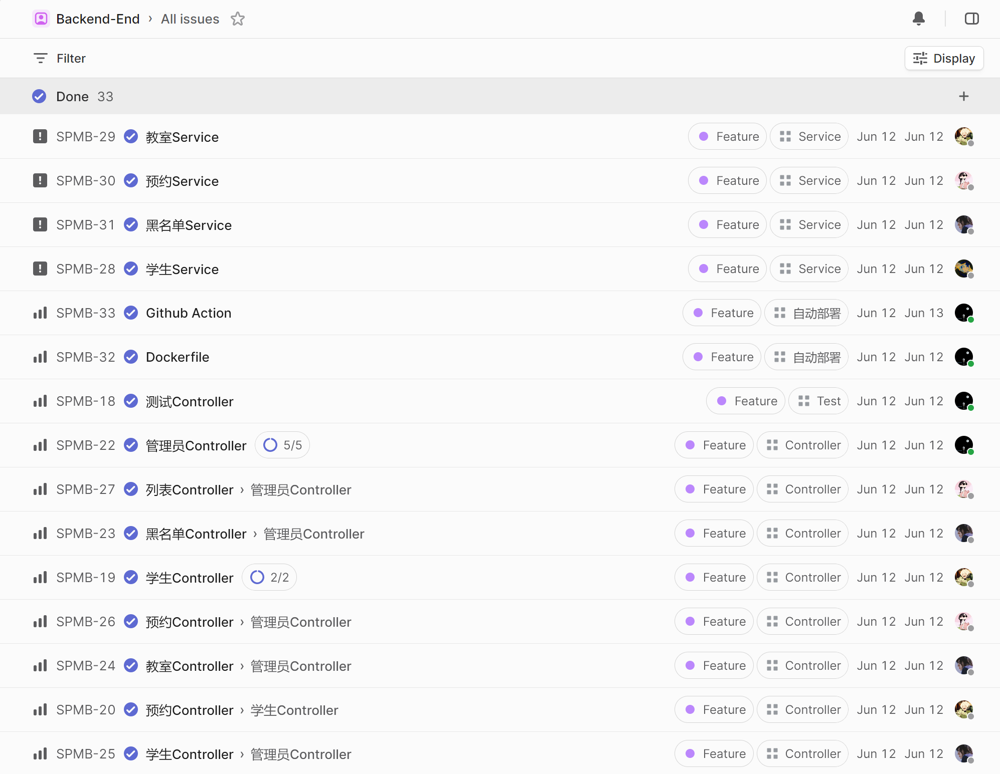 Backend-End › All issues
Filter Display
Done 33
SPMB-29 教室Service Feature Service Jun 12 Jun 12
SPMB-30 预约Service Feature Service Jun 12 Jun 12
SPMB-31 黑名单Service Feature Service Jun 12 Jun 12
SPMB-28 学生Service Feature Service Jun 12 Jun 12
SPMB-33 Github Action Feature 自动部署 Jun 12 Jun 13
SPMB-32 Dockerfile Feature 自动部署 Jun 12 Jun 12
SPMB-18 测试Controller Feature Test Jun 12 Jun 12
SPMB-22 管理员Controller 5/5 Feature Controller Jun 12 Jun 12
SPMB-27 列表Controller › 管理员Controller Feature Controller Jun 12 Jun 12
SPMB-23 黑名单Controller › 管理员Controller Feature Controller Jun 12 Jun 12
SPMB-19 学生Controller 2/2 Feature Controller Jun 12 Jun 12
SPMB-26 预约Controller › 管理员Controller Feature Controller Jun 12 Jun 12
SPMB-24 教室Controller › 管理员Controller Feature Controller Jun 12 Jun 12
SPMB-20 预约Controller › 学生Controller Feature Controller Jun 12 Jun 12
SPMB-25 学生Controller › 管理员Controller Feature Controller Jun 12 Jun 12